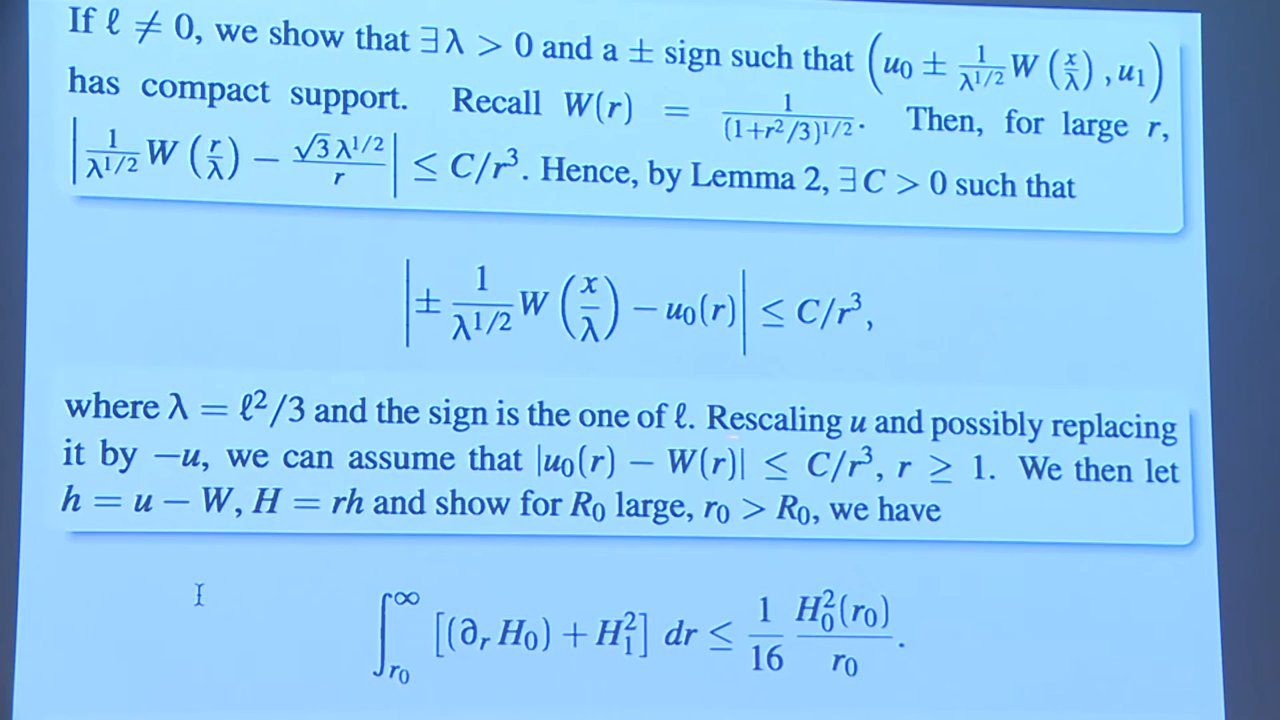 If ℓ ≠ 0, we show that ∃ λ > 0 and a ± sign such that (u₀ ± 1/λ^{1/2} W(x/λ), u₁)
has compact support. Recall W(r) = 1/(1+r²/3)^{1/2}. Then, for large r,
|1/λ^{1/2} W(r/λ) − √3 λ^{1/2}/r| ≤ C/r³. Hence, by Lemma 2, ∃ C > 0 such that
|± 1/λ^{1/2} W(x/λ) − u₀(r)| ≤ C/r³,
where λ = ℓ²/3 and the sign is the one of ℓ. Rescaling u and possibly replacing
it by −u, we can assume that |u₀(r) − W(r)| ≤ C/r³, r ≥ 1. We then let
h = u − W, H = rh and show for R₀ large, r₀ > R₀, we have
∫_{r₀}^{∞} [(∂_r H₀) + H₁²] dr ≤ 1/16 H₀²(r₀)/r₀.